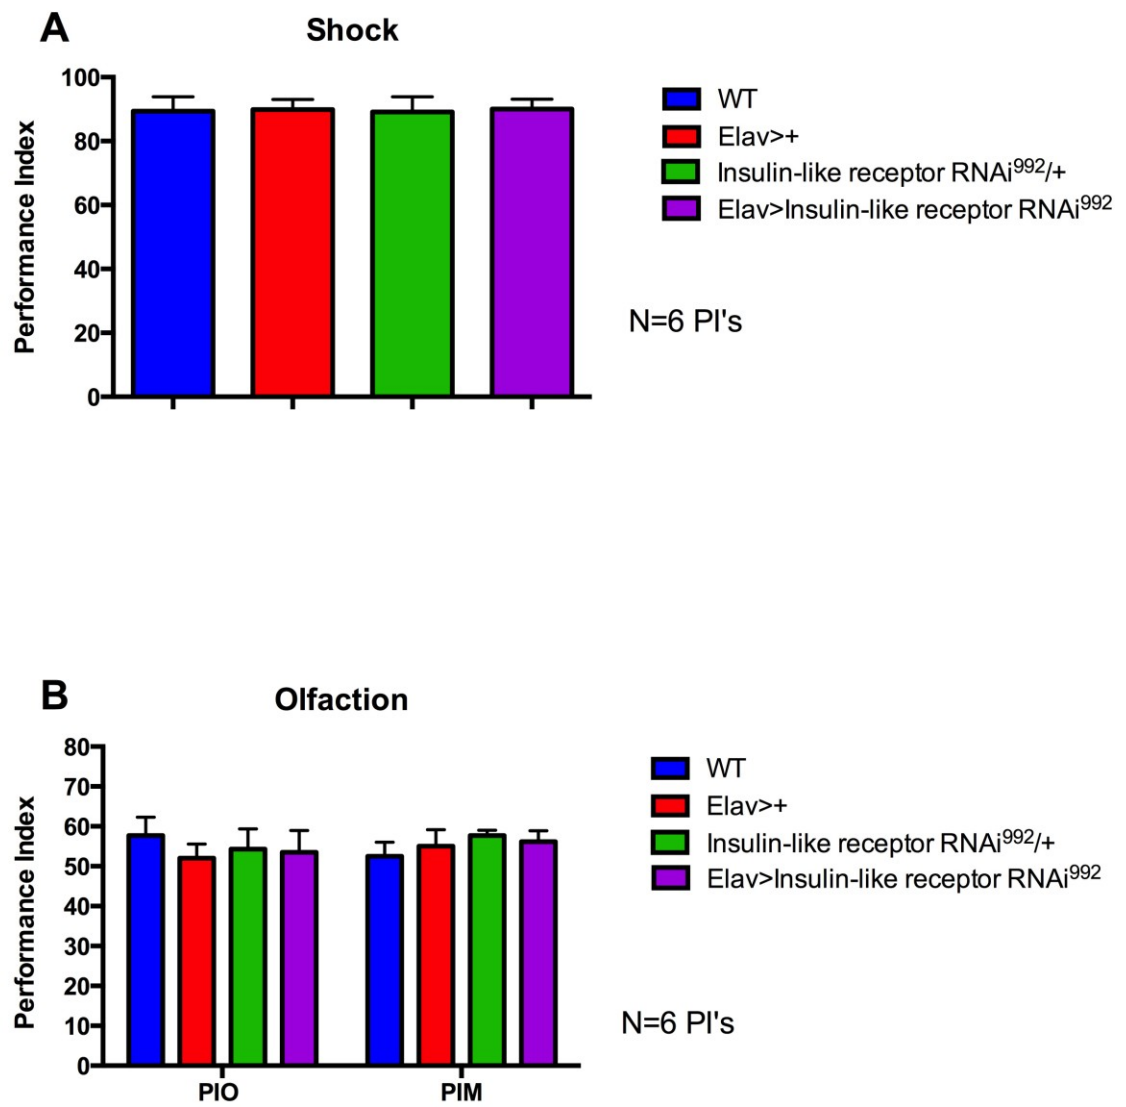 A
Shock
Performance Index
100
80
60
40
20
0
WT
Elav>+
Insulin-like receptor RNAi992/+
Elav>Insulin-like receptor RNAi992
N=6 PI's
B
Olfaction
Performance Index
80
70
60
50
40
30
20
10
0
PIO
PIM
WT
Elav>+
Insulin-like receptor RNAi992/+
Elav>Insulin-like receptor RNAi992
N=6 PI's